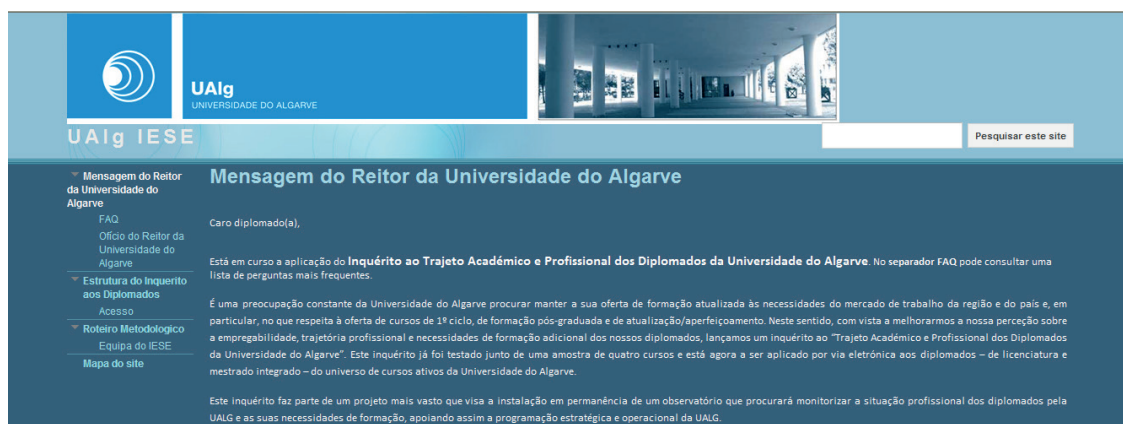 UAlg
UNIVERSIDADE DO ALGARVE
UAlg IESE
Pesquisar este site
Mensagem do Reitor
da Universidade do
Algarve
FAQ
Ofício do Reitor da
Universidade do
Algarve
Estrutura do Inquerito
aos Diplomados
Acesso
Roteiro Metodologico
Equipa do IESE
Mapa do site
Mensagem do Reitor da Universidade do Algarve
Caro diplomado(a),
Está em curso a aplicação do Inquérito ao Trajeto Académico e Profissional dos Diplomados da Universidade do Algarve. No separador FAQ pode consultar uma
lista de perguntas mais frequentes.
É uma preocupação constante da Universidade do Algarve procurar manter a sua oferta de formação atualizada às necessidades do mercado de trabalho da região e do país e, em
particular, no que respeita à oferta de cursos de 1º ciclo, de formação pós-graduada e de atualização/aperfeiçoamento. Neste sentido, com vista a melhorarmos a nossa perceção sobre
a empregabilidade, trajetória profissional e necessidades de formação adicional dos nossos diplomados, lançamos um inquérito ao "Trajeto Académico e Profissional dos Diplomados
da Universidade do Algarve". Este inquérito já foi testado junto de uma amostra de quatro cursos e está agora a ser aplicado por via eletrónica aos diplomados – de licenciatura e
mestrado integrado – do universo de cursos ativos da Universidade do Algarve.
Este inquérito faz parte de um projeto mais vasto que visa a instalação em permanência de um observatório que procurará monitorizar a situação profissional dos diplomados pela
UALG e as suas necessidades de formação, apoiando assim a programação estratégica e operacional da UALG.